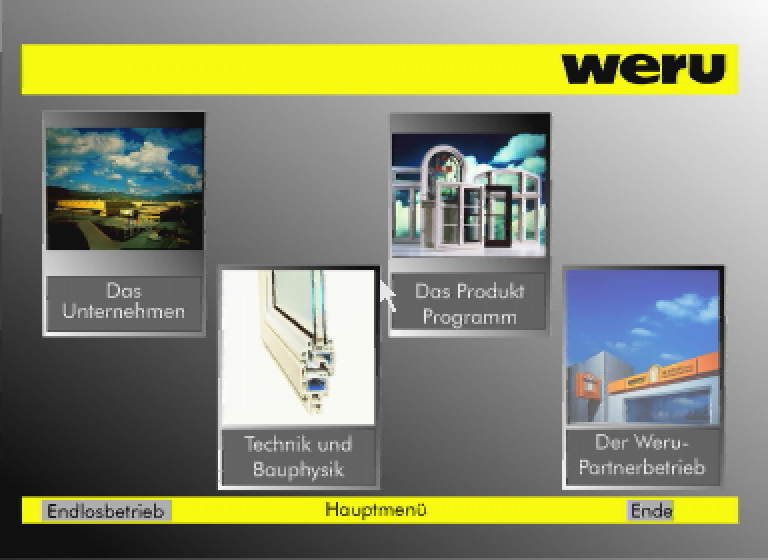 weru
Das
Unternehmen
Das Produkt
Programm
Technik und
Bauphysik
Der Weru-
Partnerbetrieb
Endlosbetrieb
Hauptmenü
Ende